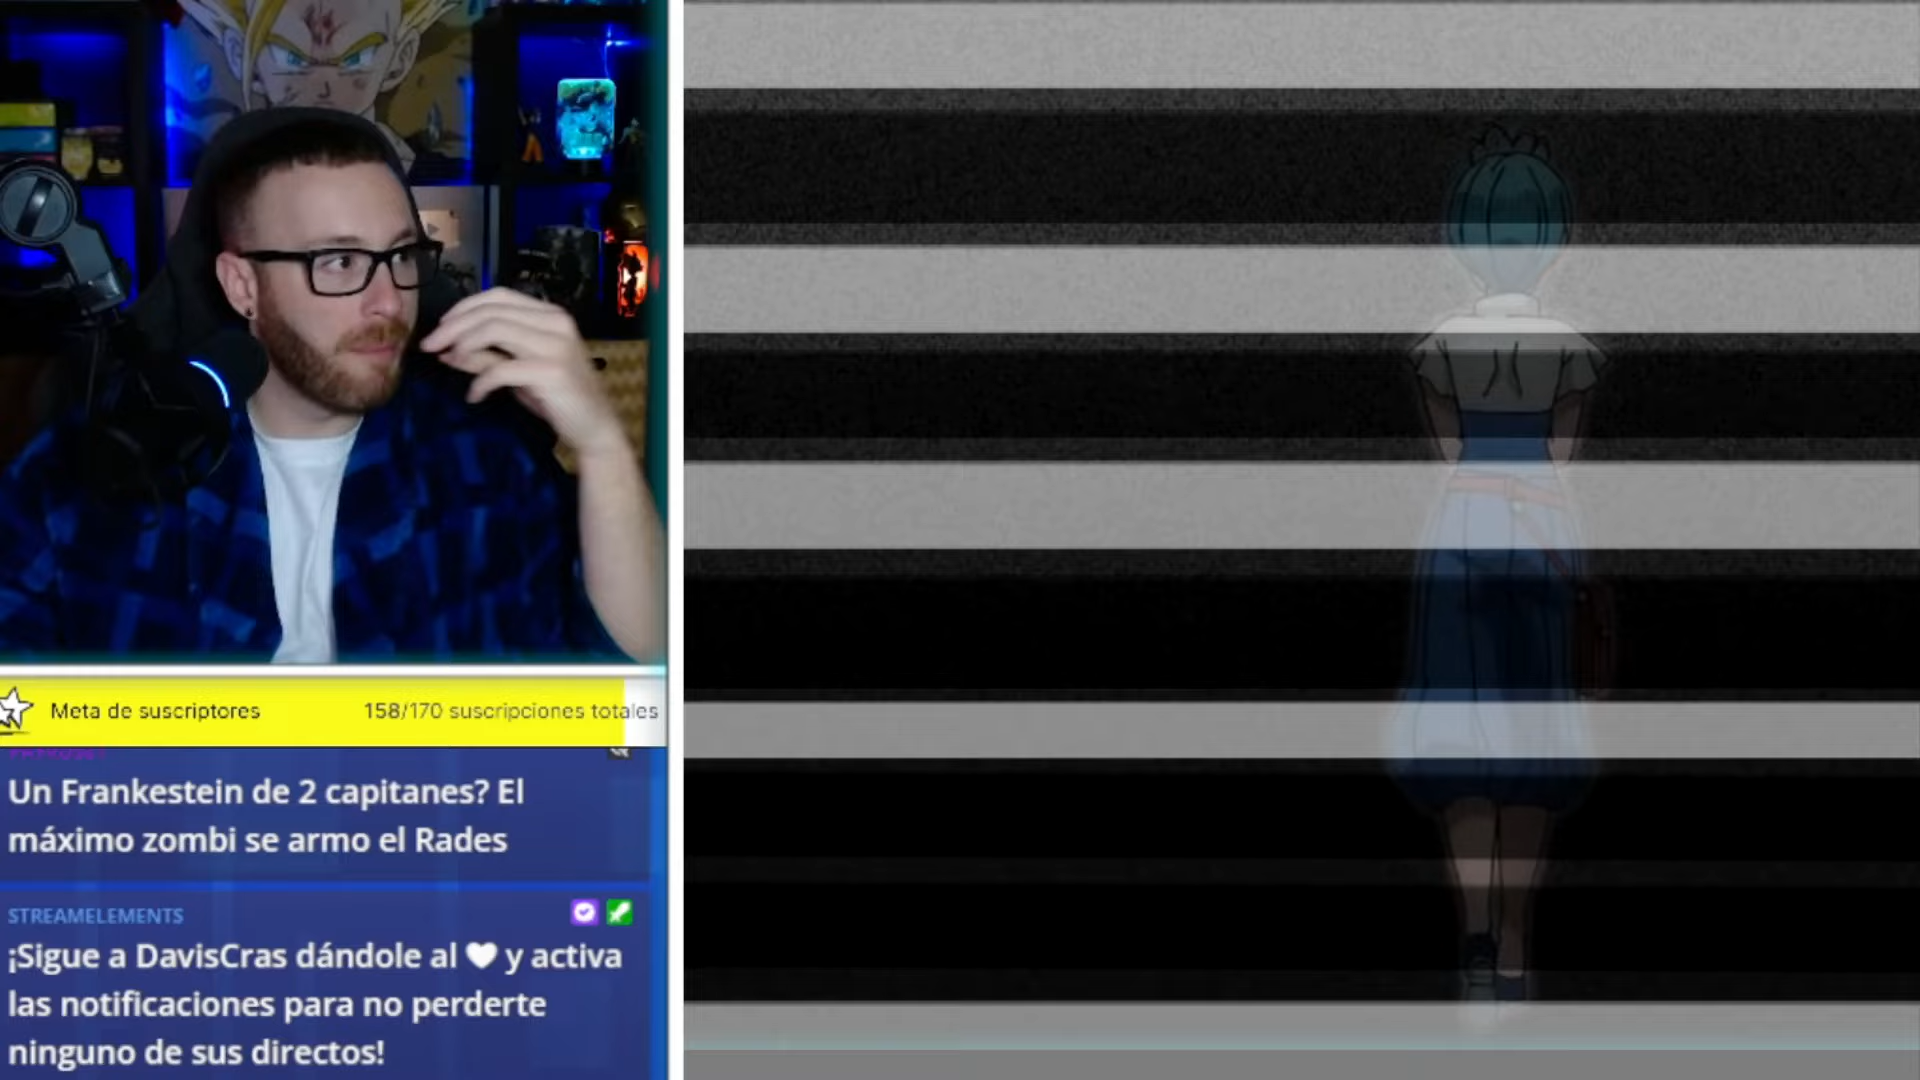 Meta de suscriptores
158/170 suscripciones totales
Un Frankestein de 2 capitanes? El
máximo zombi se armo el Rades
STREAMELEMENTS
¡Sigue a DavisCras dándole al 🤍 y activa
las notificaciones para no perderte
ninguno de sus directos!